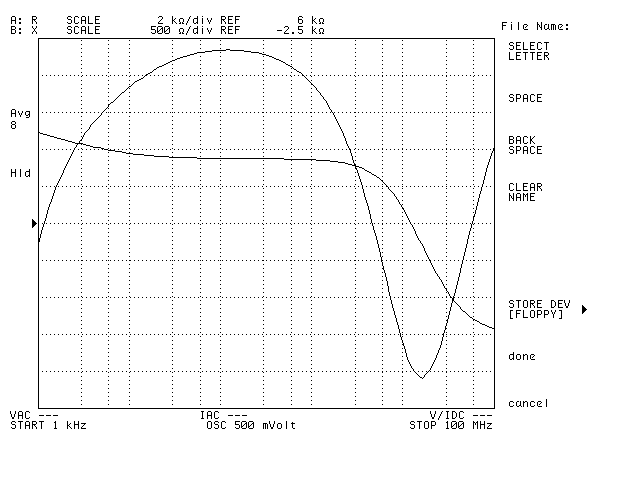 A: R SCALE 2 kΩ/div REF 6 kΩ
B: X SCALE 500 Ω/div REF -2.5 kΩ
File Name:
SELECT
LETTER
SPACE
Avg
8
BACK
SPACE
Hld
CLEAR
NAME
STORE DEV
[FLOPPY]
done
cancel
VAC --- IAC --- V/IDC ---
START 1 kHz OSC 500 mVolt STOP 100 MHz